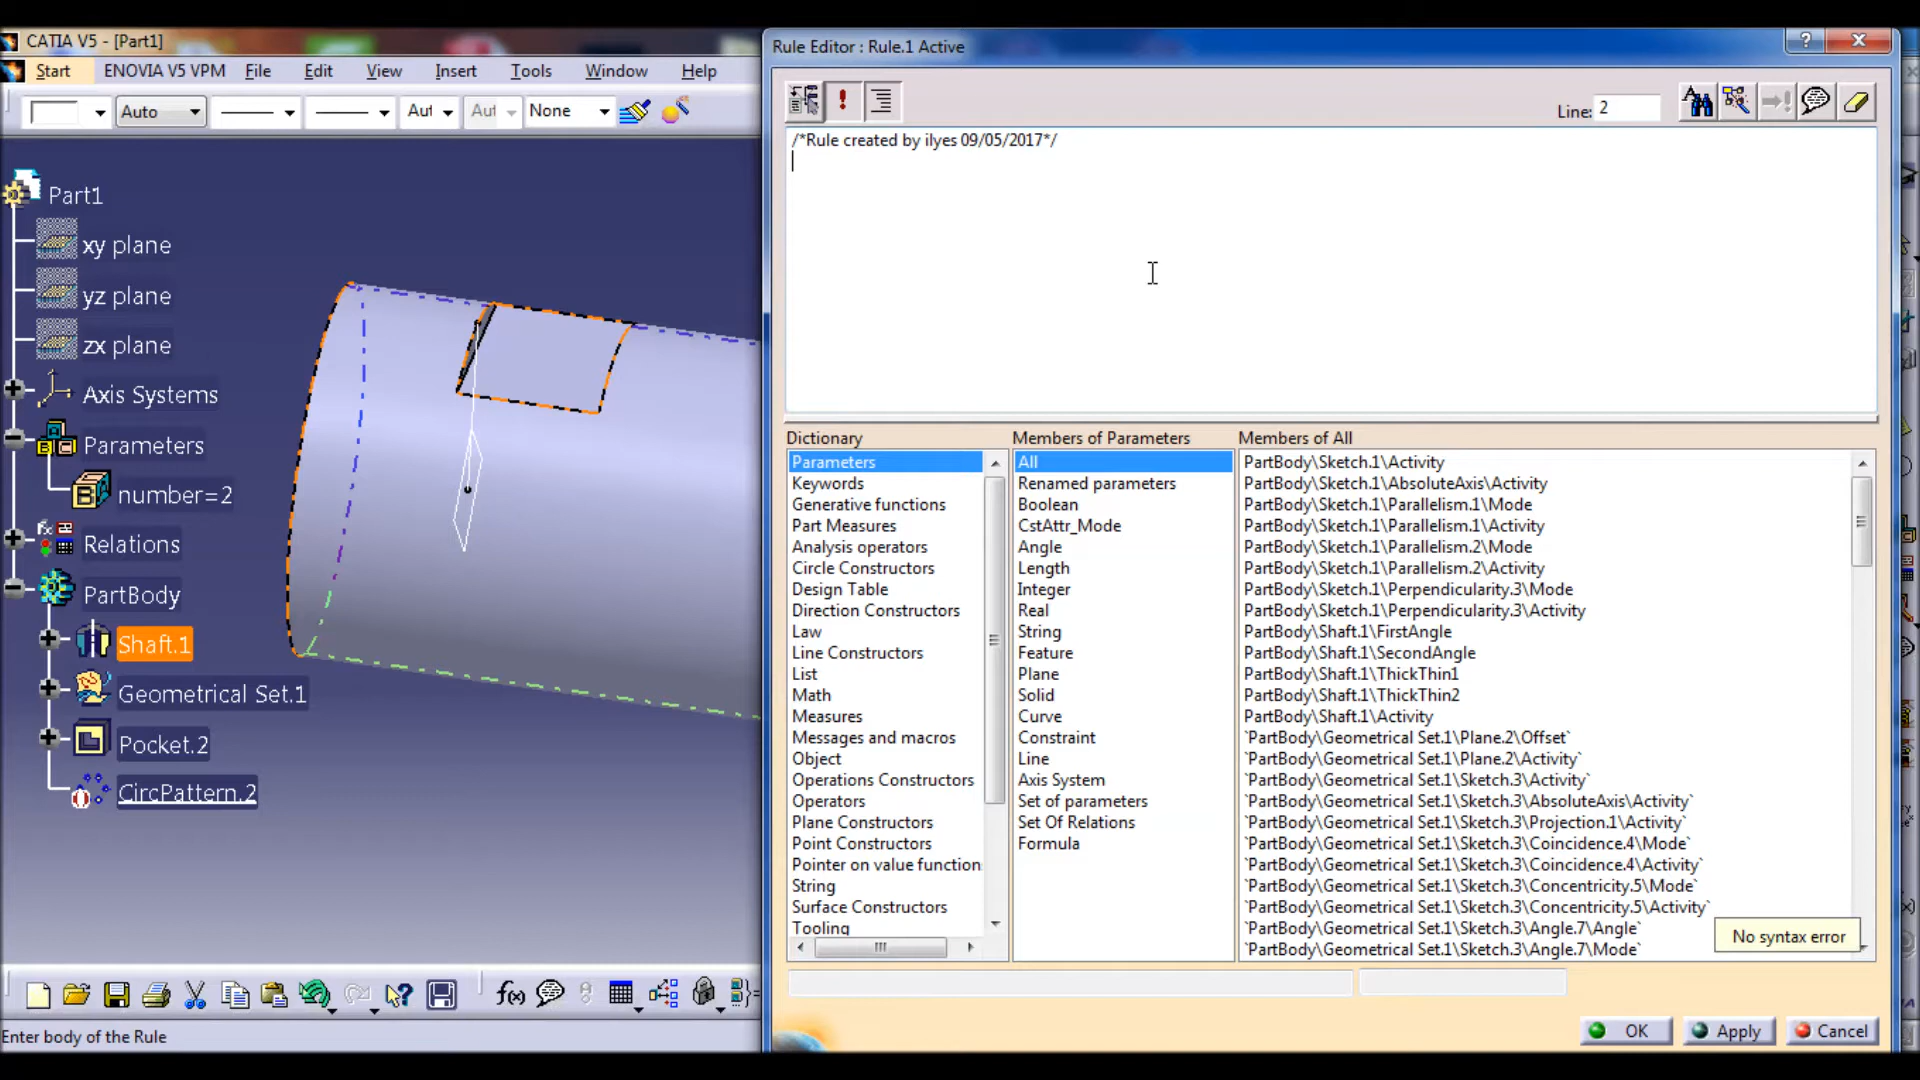 CATIA V5 - [Part1]
Start ENOVIA V5 VPM File Edit View Insert Tools Window Help
Auto Aut Aut None
Part1
xy plane
yz plane
zx plane
Axis Systems
Parameters
number=2
Relations
PartBody
Shaft.1
Geometrical Set.1
Pocket.2
CircPattern.2
Enter body of the Rule
Rule Editor : Rule.1 Active
Line: 2
/*Rule created by ilyes 09/05/2017*/
Dictionary
Parameters
Keywords
Generative functions
Part Measures
Analysis operators
Circle Constructors
Design Table
Direction Constructors
Law
Line Constructors
List
Math
Measures
Messages and macros
Object
Operations Constructors
Operators
Plane Constructors
Point Constructors
Pointer on value function
String
Surface Constructors
Tooling
Members of Parameters
All
Renamed parameters
Boolean
CstAttr_Mode
Angle
Length
Integer
Real
String
Feature
Plane
Solid
Curve
Constraint
Line
Axis System
Set of parameters
Set Of Relations
Formula
Members of All
PartBody\Sketch.1\Activity
PartBody\Sketch.1\AbsoluteAxis\Activity
PartBody\Sketch.1\Parallelism.1\Mode
PartBody\Sketch.1\Parallelism.1\Activity
PartBody\Sketch.1\Parallelism.2\Mode
PartBody\Sketch.1\Parallelism.2\Activity
PartBody\Sketch.1\Perpendicularity.3\Mode
PartBody\Sketch.1\Perpendicularity.3\Activity
PartBody\Shaft.1\FirstAngle
PartBody\Shaft.1\SecondAngle
PartBody\Shaft.1\ThickThin1
PartBody\Shaft.1\ThickThin2
PartBody\Shaft.1\Activity
`PartBody\Geometrical Set.1\Plane.2\Offset`
`PartBody\Geometrical Set.1\Plane.2\Activity`
`PartBody\Geometrical Set.1\Sketch.3\Activity`
`PartBody\Geometrical Set.1\Sketch.3\AbsoluteAxis\Activity`
`PartBody\Geometrical Set.1\Sketch.3\Projection.1\Activity`
`PartBody\Geometrical Set.1\Sketch.3\Coincidence.4\Mode`
`PartBody\Geometrical Set.1\Sketch.3\Coincidence.4\Activity`
`PartBody\Geometrical Set.1\Sketch.3\Concentricity.5\Mode`
`PartBody\Geometrical Set.1\Sketch.3\Concentricity.5\Activity`
`PartBody\Geometrical Set.1\Sketch.3\Angle.7\Angle`
`PartBody\Geometrical Set.1\Sketch.3\Angle.7\Mode`
No syntax error
OK Apply Cancel